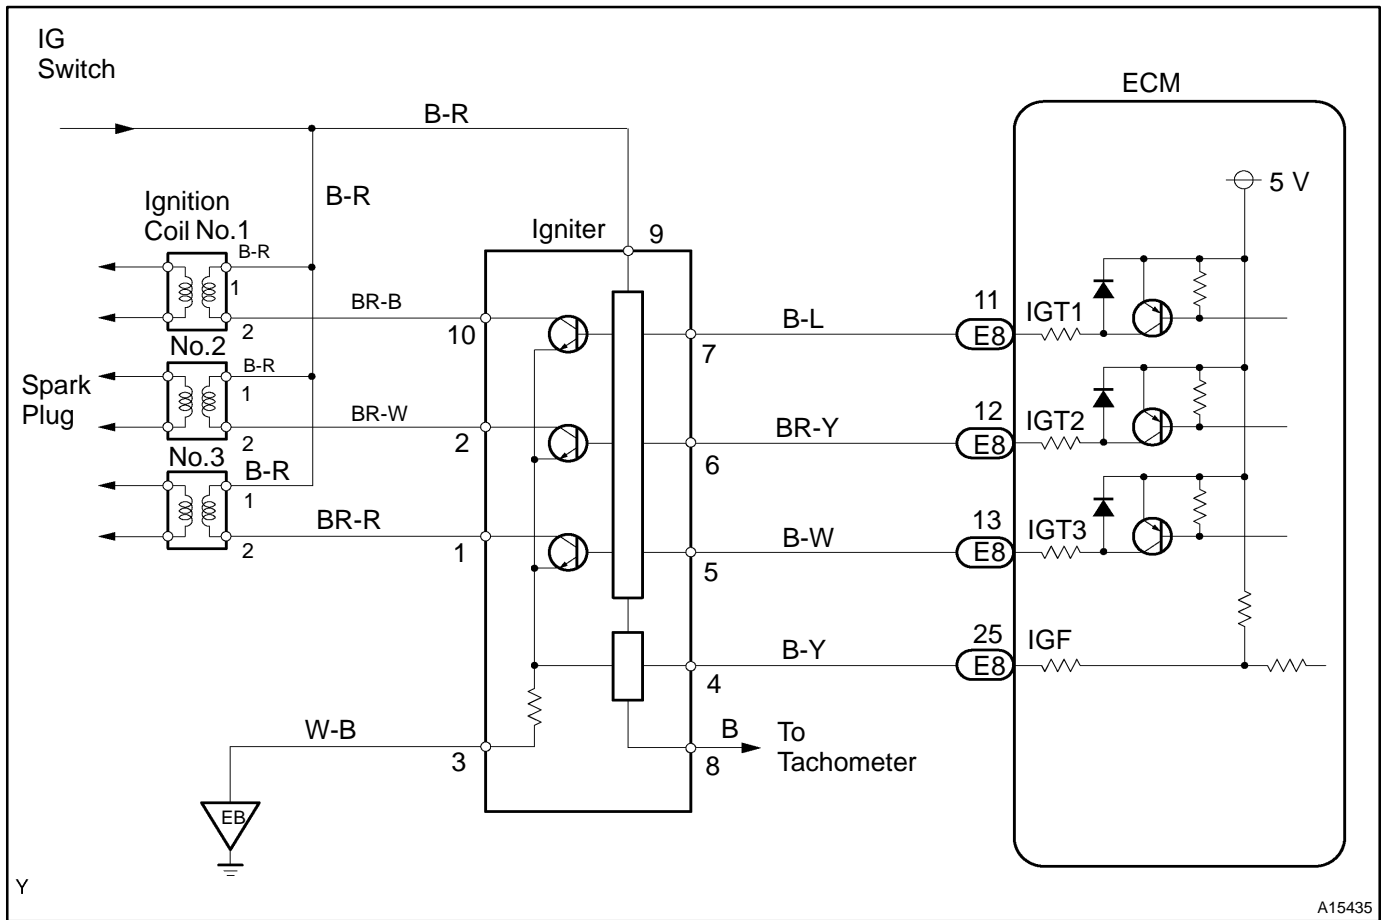 IG
Switch
ECM
B-R
5 V
B-R
Ignition
Coil No.1
Igniter
9
B-R
1
2
BR-B
10
7
B-L
11
E8
IGT1
No.2
B-R
1
2
Spark
Plug
BR-W
2
6
BR-Y
12
E8
IGT2
No.3
B-R
1
2
BR-R
1
5
B-W
13
E8
IGT3
4
B-Y
25
E8
IGF
W-B
3
8
B
To
Tachometer
EB
Y
A15435